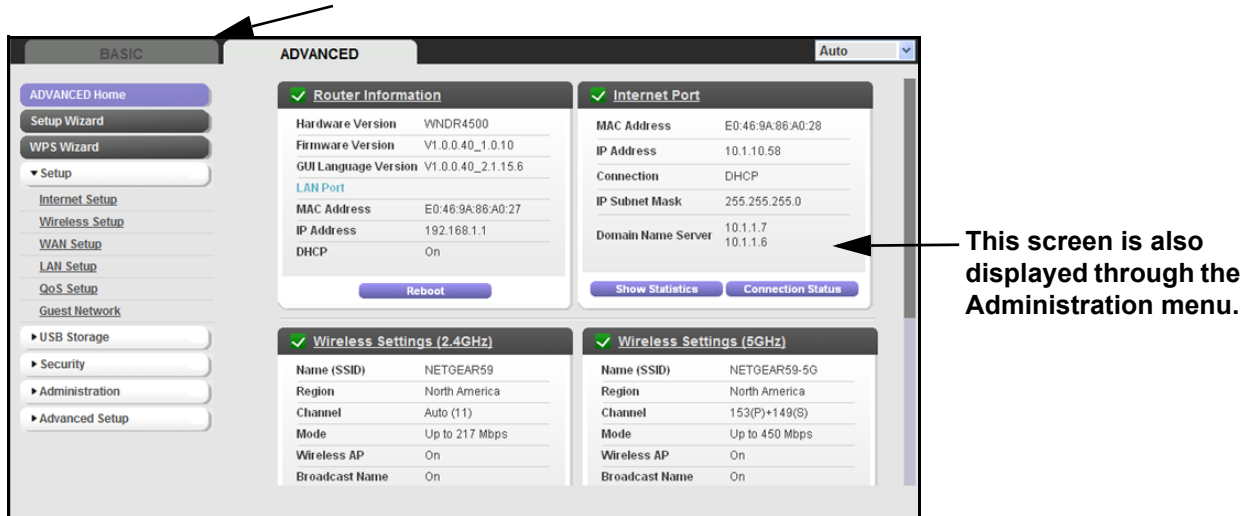 BASIC
ADVANCED
Auto
ADVANCED Home
Setup Wizard
WPS Wizard
Setup
Internet Setup
Wireless Setup
WAN Setup
LAN Setup
QoS Setup
Guest Network
USB Storage
Security
Administration
Advanced Setup
Router Information
Hardware Version WNDR4500
Firmware Version V1.0.0.40_1.0.10
GUI Language Version V1.0.0.40_2.1.15.6
LAN Port
MAC Address E0:46:9A:86:A0:27
IP Address 192.168.1.1
DHCP On
Reboot
Internet Port
MAC Address E0:46:9A:86:A0:28
IP Address 10.1.10.58
Connection DHCP
IP Subnet Mask 255.255.255.0
Domain Name Server 10.1.1.7
10.1.1.6
Show Statistics Connection Status
Wireless Settings (2.4GHz)
Name (SSID) NETGEAR59
Region North America
Channel Auto (11)
Mode Up to 217 Mbps
Wireless AP On
Broadcast Name On
Wireless Settings (5GHz)
Name (SSID) NETGEAR59-5G
Region North America
Channel 153(P)+149(S)
Mode Up to 450 Mbps
Wireless AP On
Broadcast Name On
This screen is also
displayed through the
Administration menu.